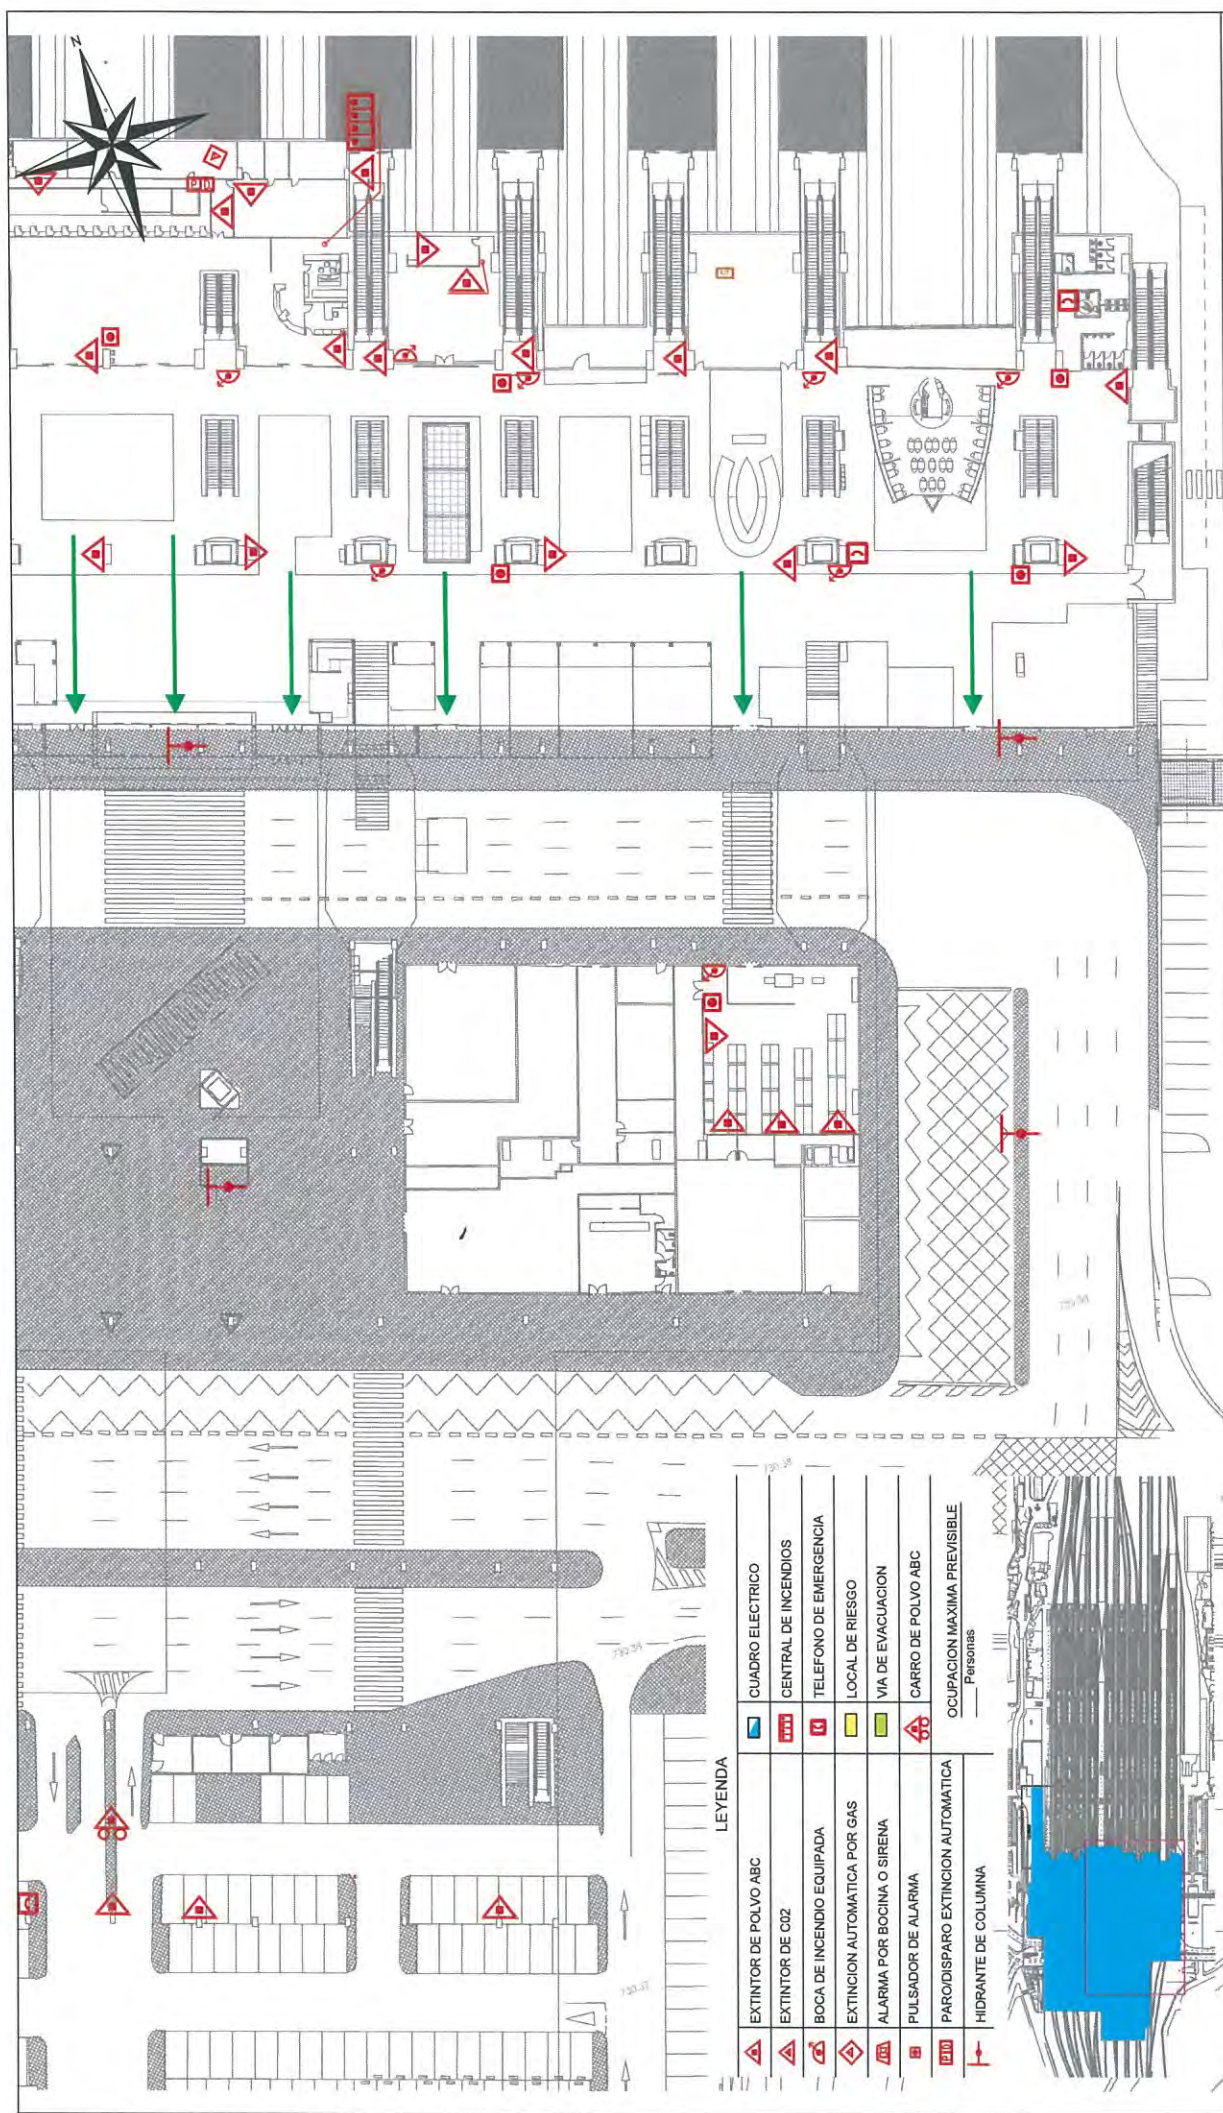 N
LEYENDA
EXTINTOR DE POLVO ABC
EXTINTOR DE C02
BOCA DE INCENDIO EQUIPADA
EXTINCION AUTOMATICA POR GAS
ALARMA POR BOCINA O SIRENA
PULSADOR DE ALARMA
PARO/DISPARO EXTINCION AUTOMATICA
HIDRANTE DE COLUMNA
CUADRO ELECTRICO
CENTRAL DE INCENDIOS
TELEFONO DE EMERGENCIA
LOCAL DE RIESGO
VIA DE EVACUACION
CARRO DE POLVO ABC
OCUPACION MAXIMA PREVISIBLE
____ Personas